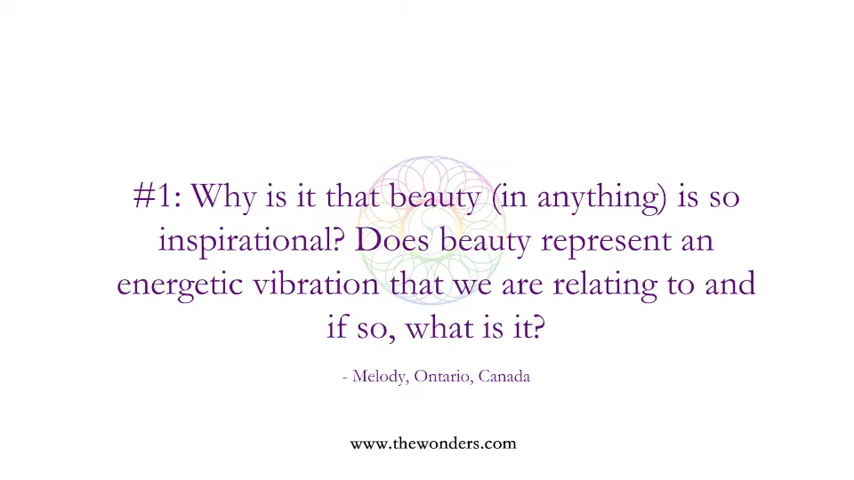 #1: Why is it that beauty (in anything) is so
inspirational? Does beauty represent an
energetic vibration that we are relating to and
if so, what is it?
- Melody, Ontario, Canada
www.thewonders.com